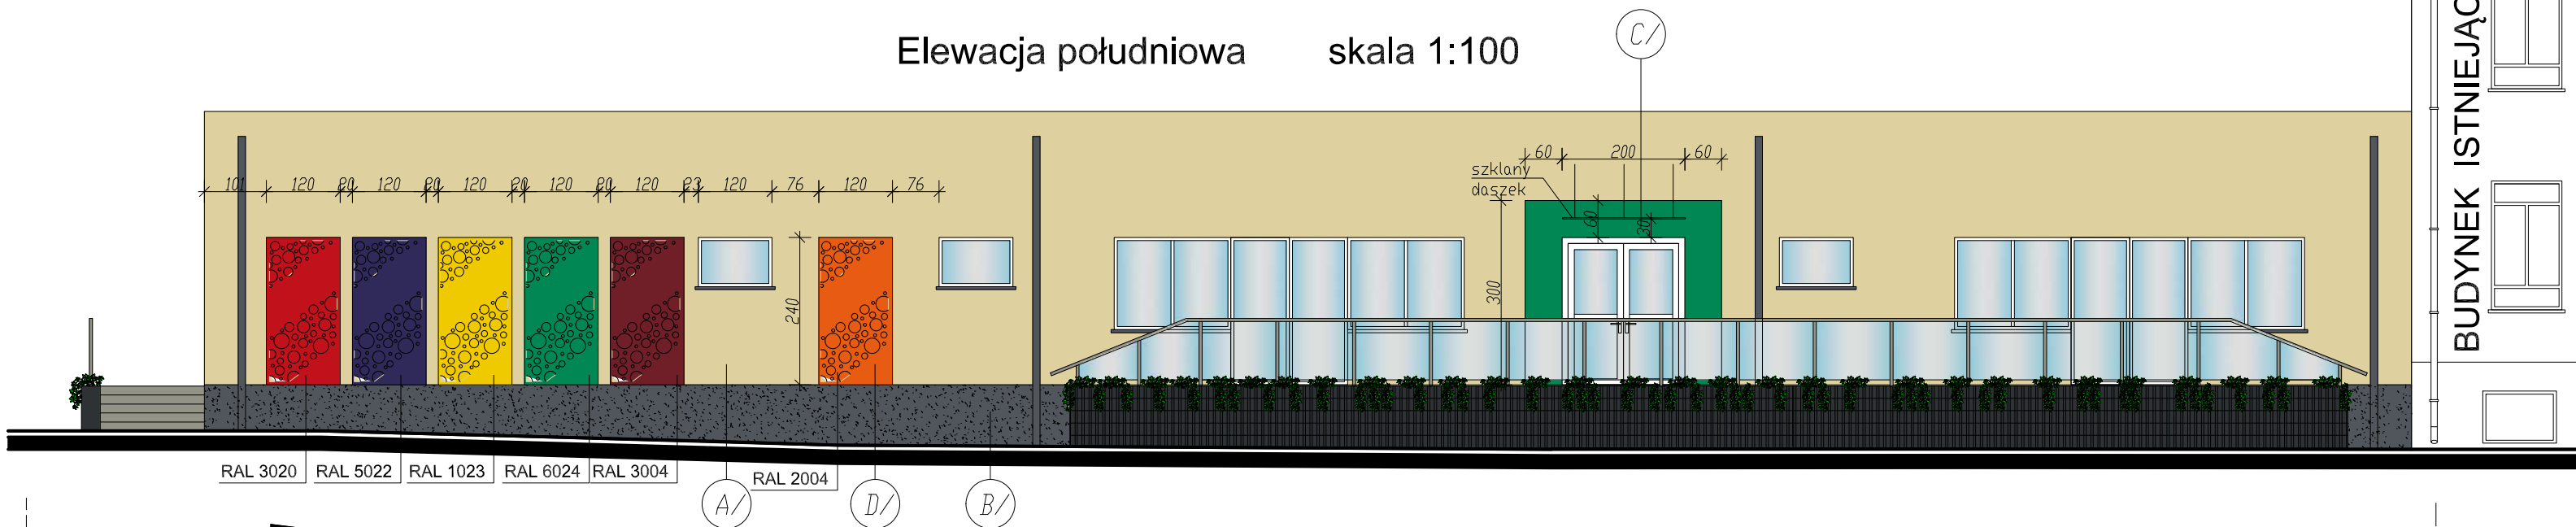 Elewacja południowa skala 1:100
C/
BUDYNEK ISTNIEJĄC
60 200 60
szklany
daszek
101 120 20 120 20 120 20 120 20 120 23 120 76 120 76
60
30
300
240
RAL 3020 RAL 5022 RAL 1023 RAL 6024 RAL 3004
RAL 2004
A/ D/ B/